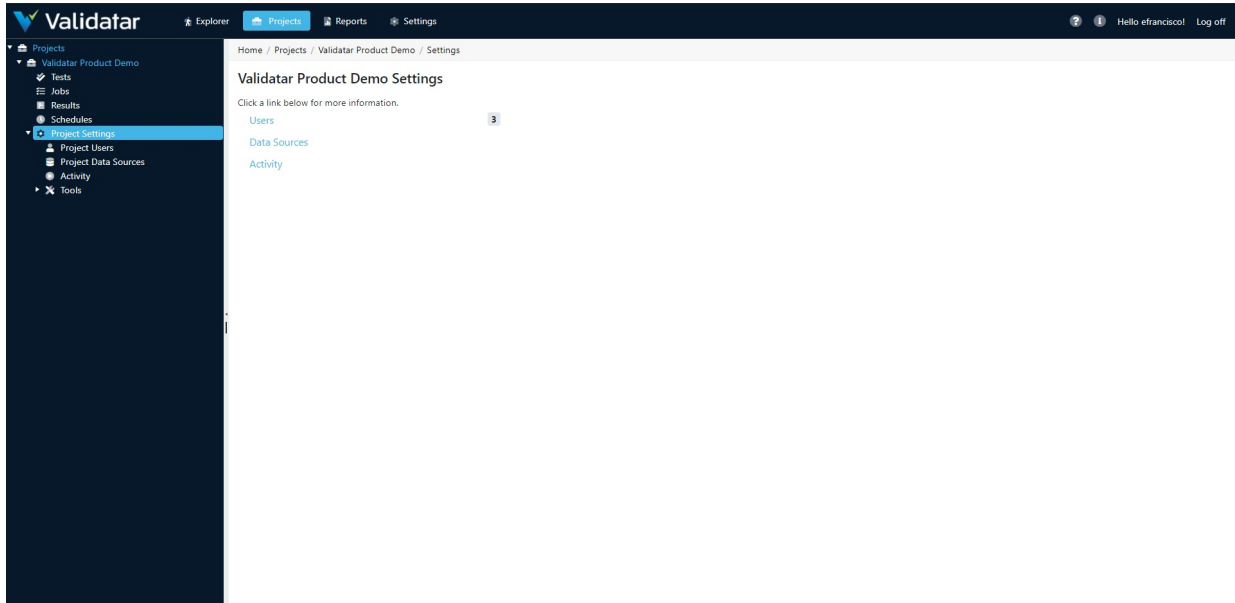 Validatar Explorer Projects Reports Settings ? i Hello efrancisco! Log off
Projects
Validatar Product Demo
Tests
Jobs
Results
Schedules
Project Settings
Project Users
Project Data Sources
Activity
Tools
Home / Projects / Validatar Product Demo / Settings
Validatar Product Demo Settings
Click a link below for more information.
Users 3
Data Sources
Activity